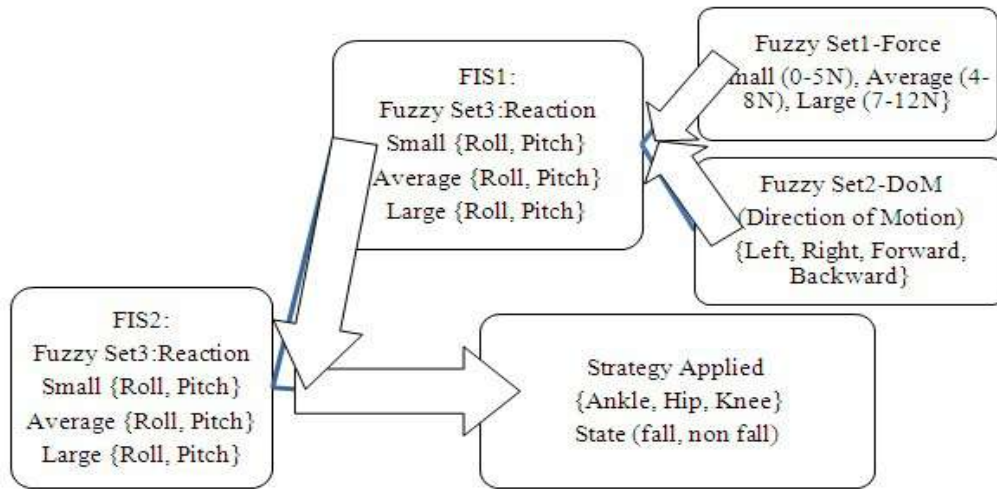 FIS1:
Fuzzy Set3:Reaction
Small {Roll, Pitch}
Average {Roll, Pitch}
Large {Roll, Pitch}
Fuzzy Set1-Force
mall (0-5N), Average (4-
8N), Large (7-12N}
Fuzzy Set2-DoM
(Direction of Motion)
{Left, Right, Forward,
Backward}
FIS2:
Fuzzy Set3:Reaction
Small {Roll, Pitch}
Average {Roll, Pitch}
Large {Roll, Pitch}
Strategy Applied
{Ankle, Hip, Knee}
State (fall, non fall)